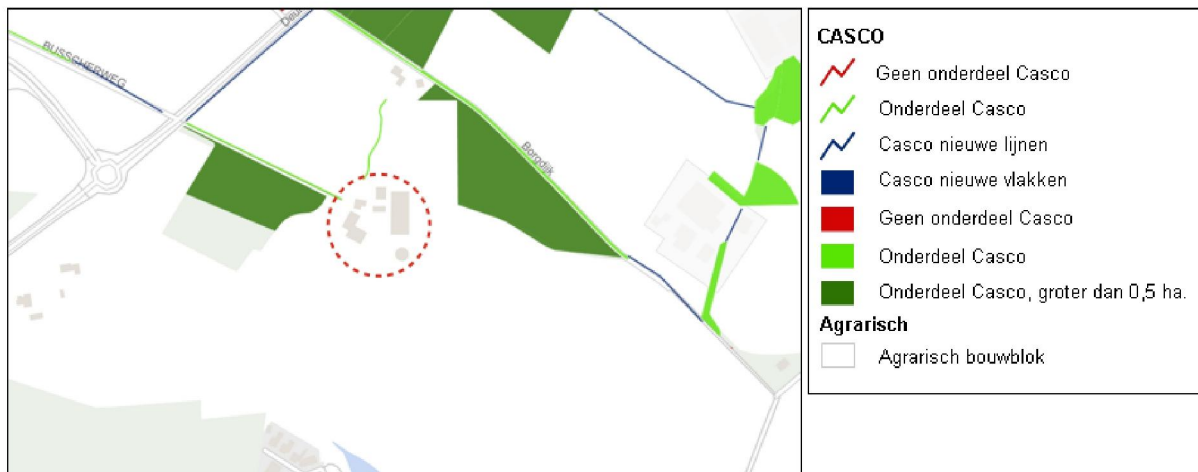 BUSSCHERWEG
Borgdijk
CASCO
Geen onderdeel Casco
Onderdeel Casco
Casco nieuwe lijnen
Casco nieuwe vlakken
Geen onderdeel Casco
Onderdeel Casco
Onderdeel Casco, groter dan 0,5 ha.
Agrarisch
Agrarisch bouwblok